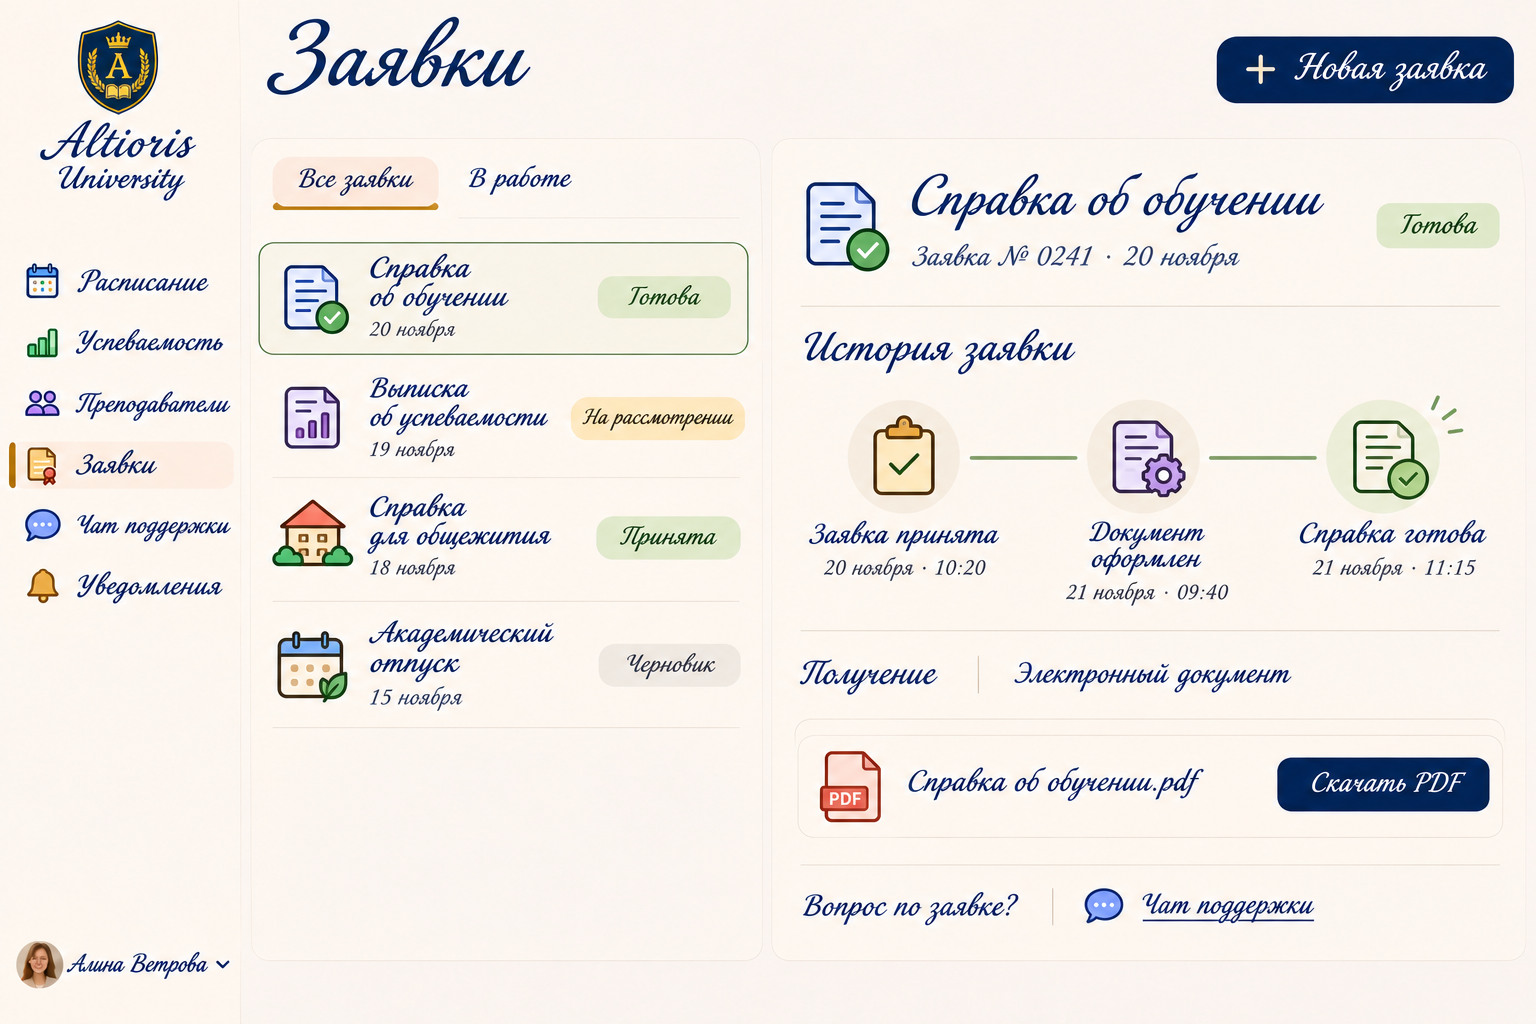 A
Altioris
University
Расписание
Успеваемость
Преподаватели
Заявки
Чат поддержки
Уведомления
Алина Ветрова
Заявки
+ Новая заявка
Все заявки
В работе
Справка
об обучении
20 ноября
Готова
Выписка
об успеваемости
19 ноября
На рассмотрении
Справка
для общежития
18 ноября
Принята
Академический
отпуск
15 ноября
Черновик
Справка об обучении
Заявка № 0241 · 20 ноября
Готова
История заявки
Заявка принята
20 ноября · 10:20
Документ
оформлен
21 ноября · 09:40
Справка готова
21 ноября · 11:15
Получение
Электронный документ
PDF
Справка об обучении.pdf
Скачать PDF
Вопрос по заявке?
Чат поддержки